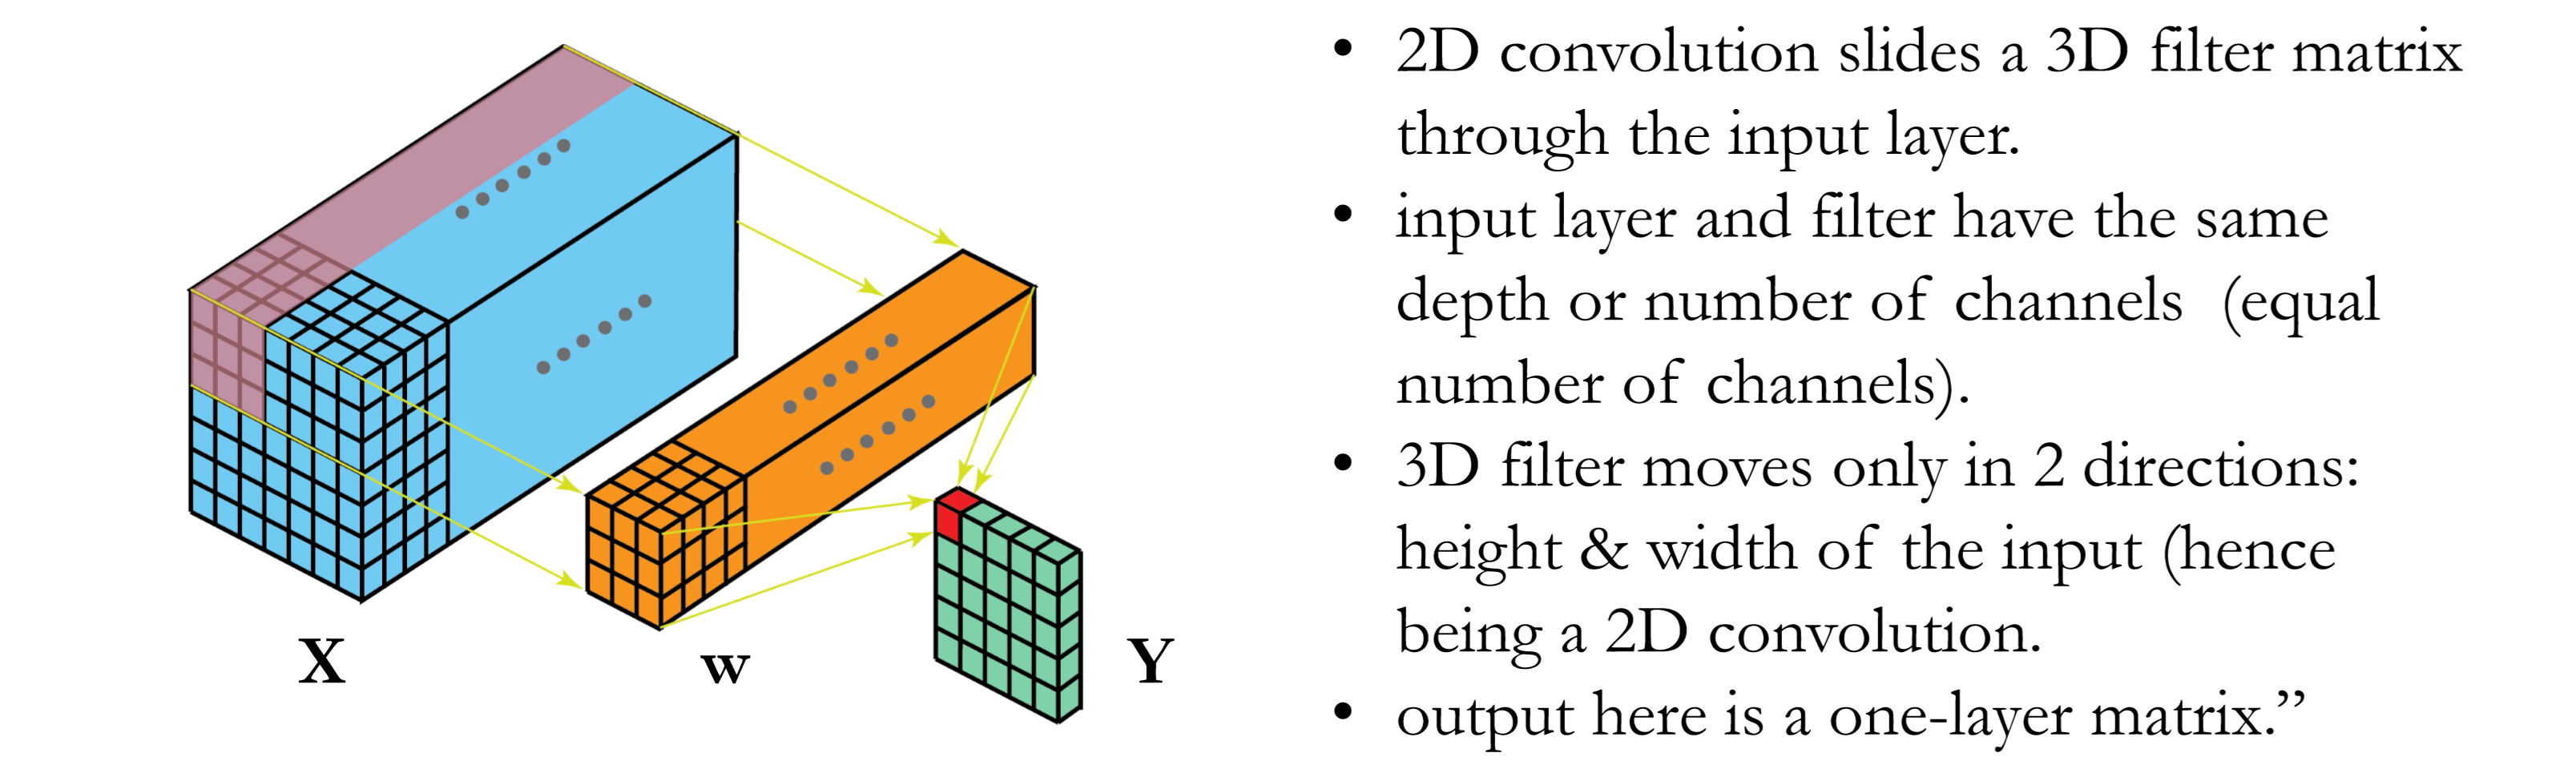 X
w
Y
• 2D convolution slides a 3D filter matrix
through the input layer.
• input layer and filter have the same
depth or number of channels (equal
number of channels).
• 3D filter moves only in 2 directions:
height & width of the input (hence
being a 2D convolution.
• output here is a one-layer matrix.”